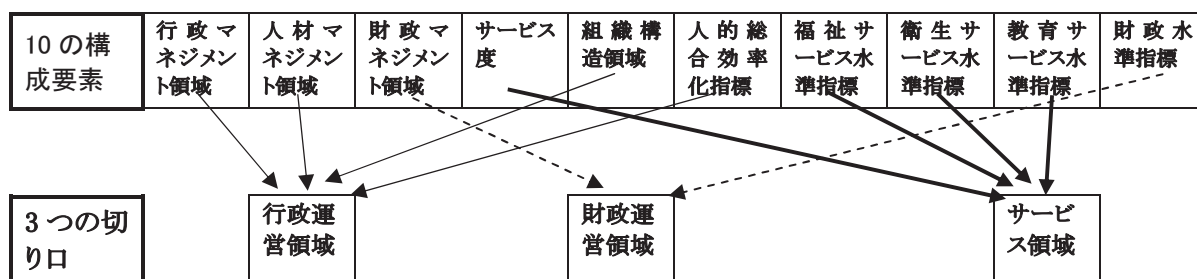 10 の構
成要素
行政マ
ネジメン
ト領域
人材マ
ネジメン
ト領域
財政マ
ネジメン
ト領域
サービス
度
組織構
造領域
人的総
合効率
化指標
福祉サ
ービス水
準指標
衛生サ
ービス水
準指標
教育サ
ービス水
準指標
財政水
準指標
3 つの切
り口
行政運
営領域
財政運
営領域
サービ
ス領域